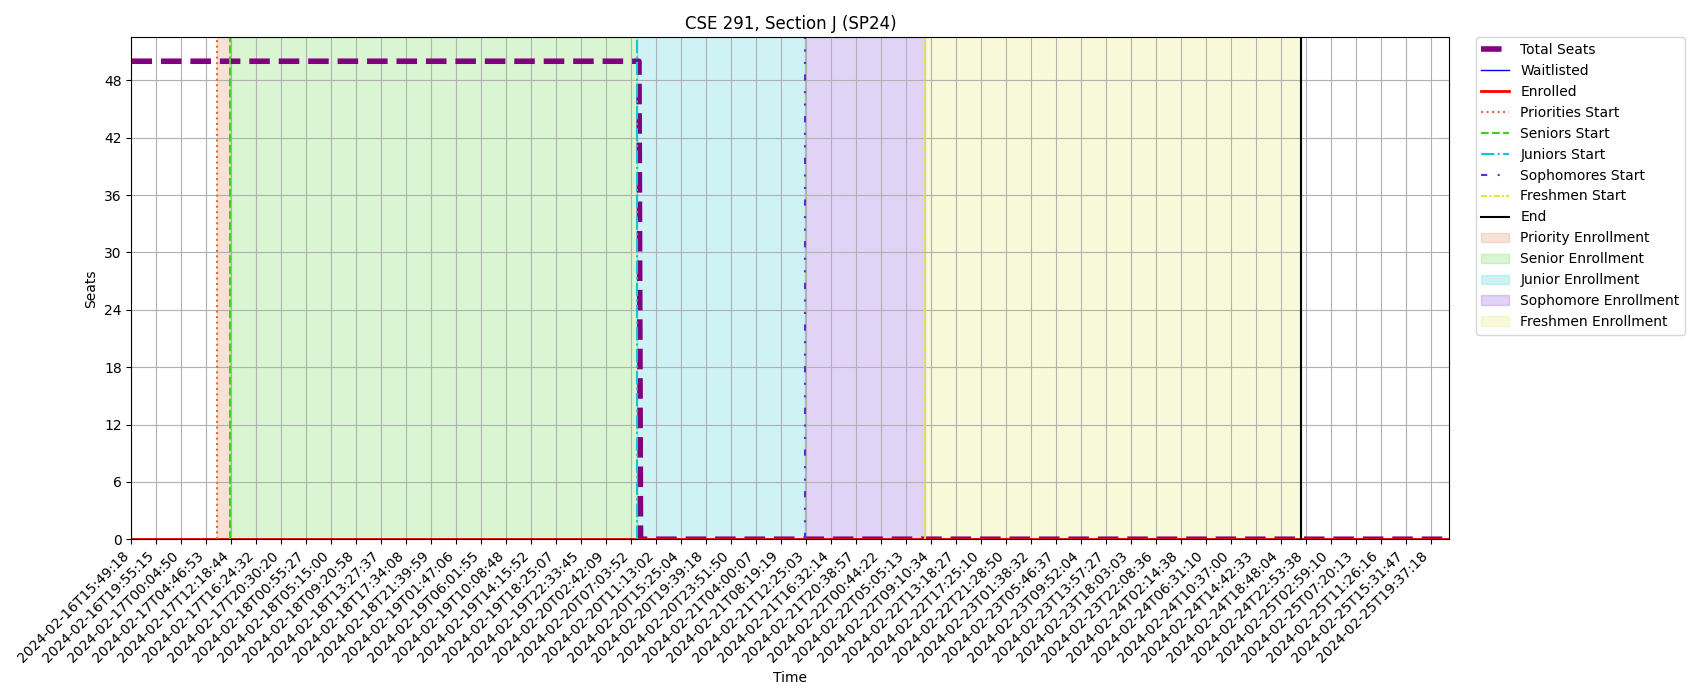 CSE 291, Section J (SP24)
Seats
48
42
36
30
24
18
12
6
0
2024-02-16T15:49:18
2024-02-16T19:55:15
2024-02-17T00:04:50
2024-02-17T04:46:53
2024-02-17T12:18:44
2024-02-17T16:24:32
2024-02-17T20:30:20
2024-02-18T00:55:27
2024-02-18T05:15:00
2024-02-18T09:20:58
2024-02-18T13:27:37
2024-02-18T17:34:08
2024-02-18T21:39:59
2024-02-19T01:47:06
2024-02-19T06:01:55
2024-02-19T10:08:48
2024-02-19T14:15:52
2024-02-19T18:25:07
2024-02-19T22:33:45
2024-02-20T02:42:09
2024-02-20T07:03:52
2024-02-20T11:13:02
2024-02-20T15:25:04
2024-02-20T19:39:18
2024-02-20T23:51:50
2024-02-21T04:00:07
2024-02-21T08:19:19
2024-02-21T12:25:03
2024-02-21T16:32:14
2024-02-21T20:38:57
2024-02-22T00:44:22
2024-02-22T05:05:13
2024-02-22T09:10:34
2024-02-22T13:18:27
2024-02-22T17:25:10
2024-02-22T21:28:50
2024-02-23T01:38:32
2024-02-23T05:46:37
2024-02-23T09:52:04
2024-02-23T13:57:27
2024-02-23T18:03:03
2024-02-23T22:08:36
2024-02-24T02:14:38
2024-02-24T06:31:10
2024-02-24T10:37:00
2024-02-24T14:42:33
2024-02-24T18:48:04
2024-02-24T22:53:38
2024-02-25T02:59:10
2024-02-25T07:20:13
2024-02-25T11:26:16
2024-02-25T15:31:47
2024-02-25T19:37:18
Time
Total Seats
Waitlisted
Enrolled
Priorities Start
Seniors Start
Juniors Start
Sophomores Start
Freshmen Start
End
Priority Enrollment
Senior Enrollment
Junior Enrollment
Sophomore Enrollment
Freshmen Enrollment